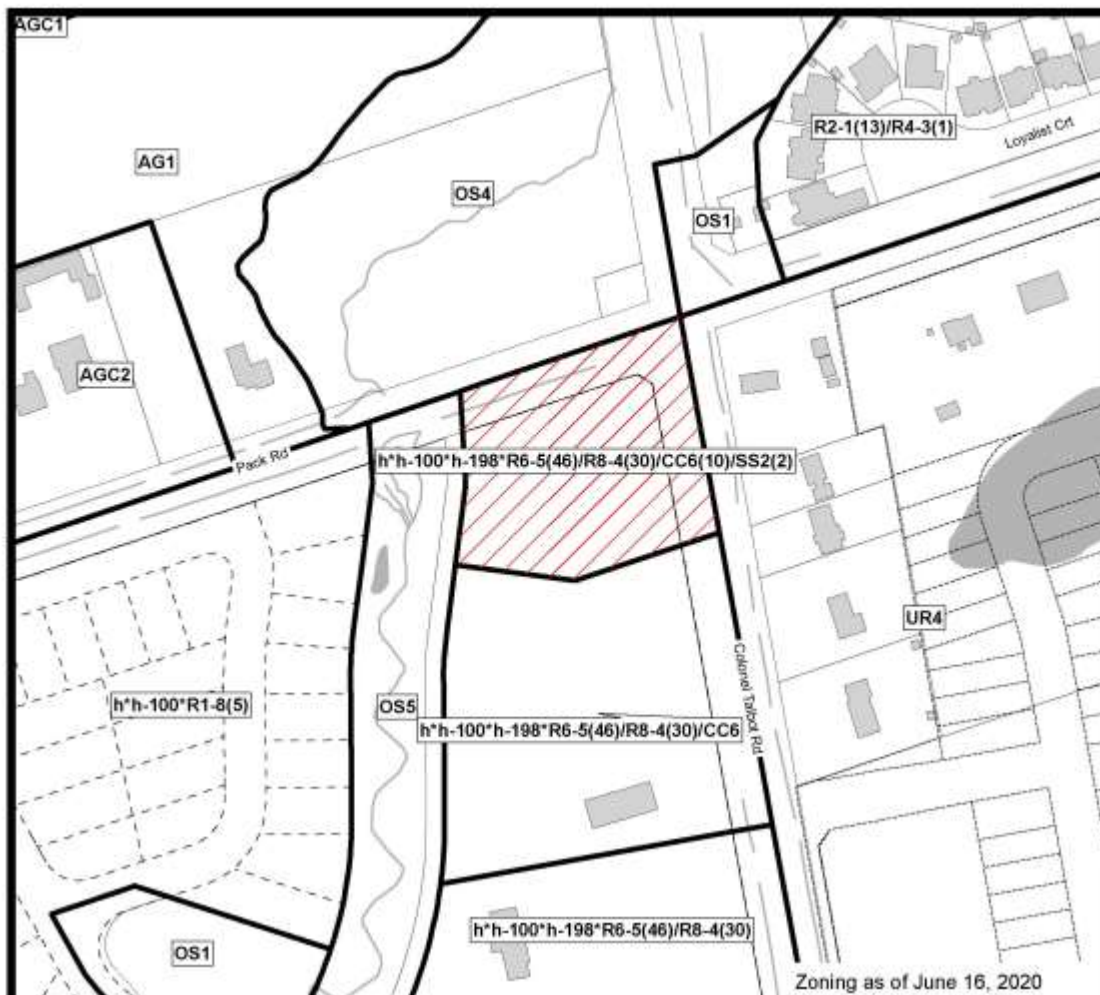 AGC1
R2-1(13)/R4-3(1)
Loyalist Crt
AG1
OS4
OS1
AGC2
Pack Rd
h*h-100*h-198*R6-5(46)/R8-4(30)/CC6(10)/SS2(2)
UR4
Colonel Talbot Rd
h*h-100*R1-8(5)
OS5
h*h-100*h-198*R6-5(46)/R8-4(30)/CC6
h*h-100*h-198*R6-5(46)/R8-4(30)
OS1
Zoning as of June 16, 2020